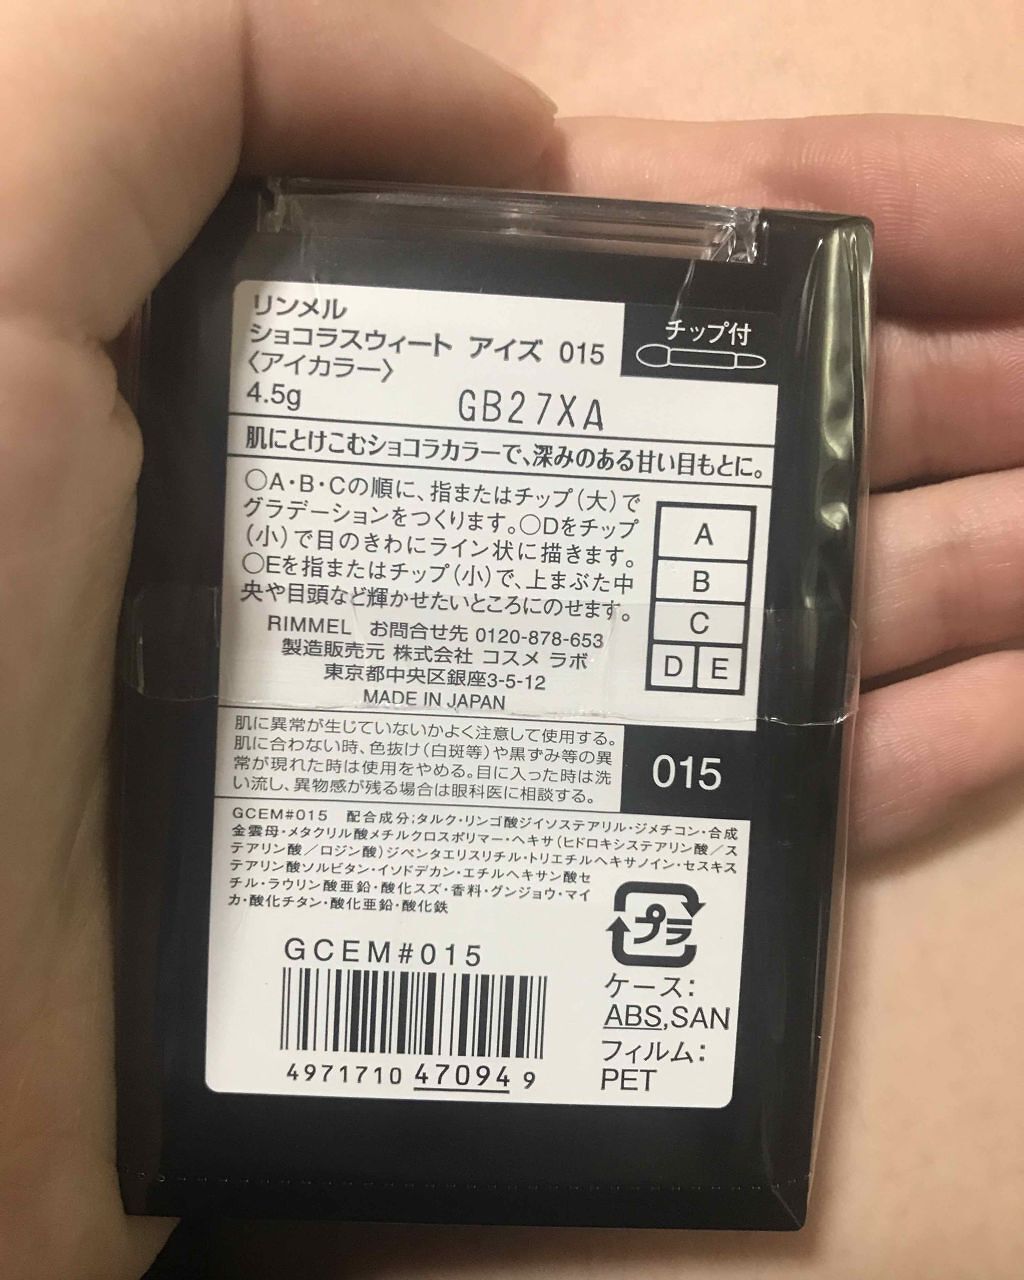 リンメル
ショコラスウィート アイズ 015
〈アイカラー〉
4.5g
GB27XA
チップ付
肌にとけこむショコラカラーで、深みのある甘い目もとに。
○A・B・Cの順に、指またはチップ(大)で
グラデーションをつくります。○Dをチップ
(小)で目のきわにライン状に描きます。
○Eを指またはチップ(小)で、上まぶた中
央や目頭など輝かせたいところにのせます。
A
B
C
D E
RIMMEL お問合せ先 0120-878-653
製造販売元 株式会社 コスメ ラボ
東京都中央区銀座3-5-12
MADE IN JAPAN
肌に異常が生じていないかよく注意して使用する。
肌に合わない時、色抜け(白斑等)や黒ずみ等の異
常が現れた時は使用をやめる。目に入った時は洗
い流し、異物感が残る場合は眼科医に相談する。
015
GCEM#015 配合成分;タルク・リンゴ酸ジイソステアリル・ジメチコン・合成
金雲母・メタクリル酸メチルクロスポリマー・ヘキサ(ヒドロキシステアリン酸/ス
テアリン酸/ロジン酸)ジペンタエリスリチル・トリエチルヘキサノイン・セスキス
テアリン酸ソルビタン・イソドデカン・エチルヘキサン酸セ
チル・ラウリン酸亜鉛・酸化スズ・香料・グンジョウ・マイ
カ・酸化チタン・酸化亜鉛・酸化鉄
プラ
GCEM#015
4971710 47094 9
ケース:
ABS,SAN
フィルム:
PET